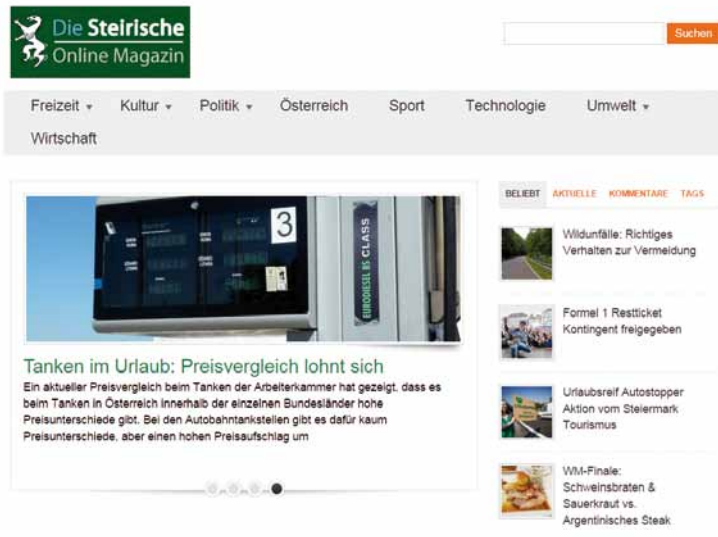 Die Steirische
Online Magazin
Suchen
Freizeit
Kultur
Politik
Österreich
Sport
Technologie
Umwelt
Wirtschaft
3
EURODIESEL BS CLASS
Tanken im Urlaub: Preisvergleich lohnt sich
Ein aktueller Preisvergleich beim Tanken der Arbeiterkammer hat gezeigt, dass es
beim Tanken in Österreich innerhalb der einzelnen Bundesländer hohe
Preisunterschiede gibt. Bei den Autobahntankstellen gibt es dafür kaum
Preisunterschiede, aber einen hohen Preisaufschlag um
BELIEBT
AKTUELLE
KOMMENTARE
TAGS
Wildunfälle: Richtiges
Verhalten zur Vermeidung
Formel 1 Restticket
Kontingent freigegeben
Urlaubsreif Autostopper
Aktion vom Steiermark
Tourismus
WM-Finale:
Schweinsbraten &
Sauerkraut vs.
Argentinisches Steak